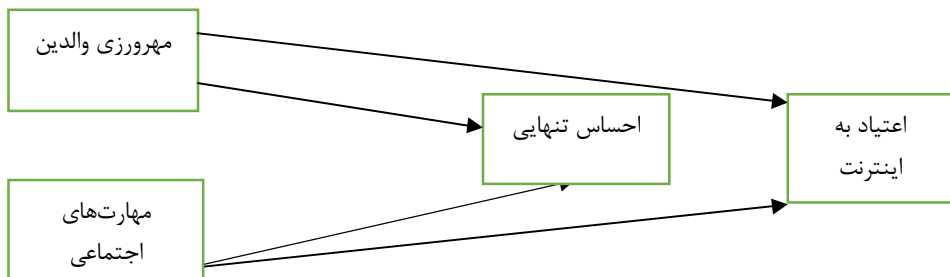 مهرورزی والدین
احساس تنهایی
اعتیاد به
اینترنت
مهارت‌های
اجتماعی